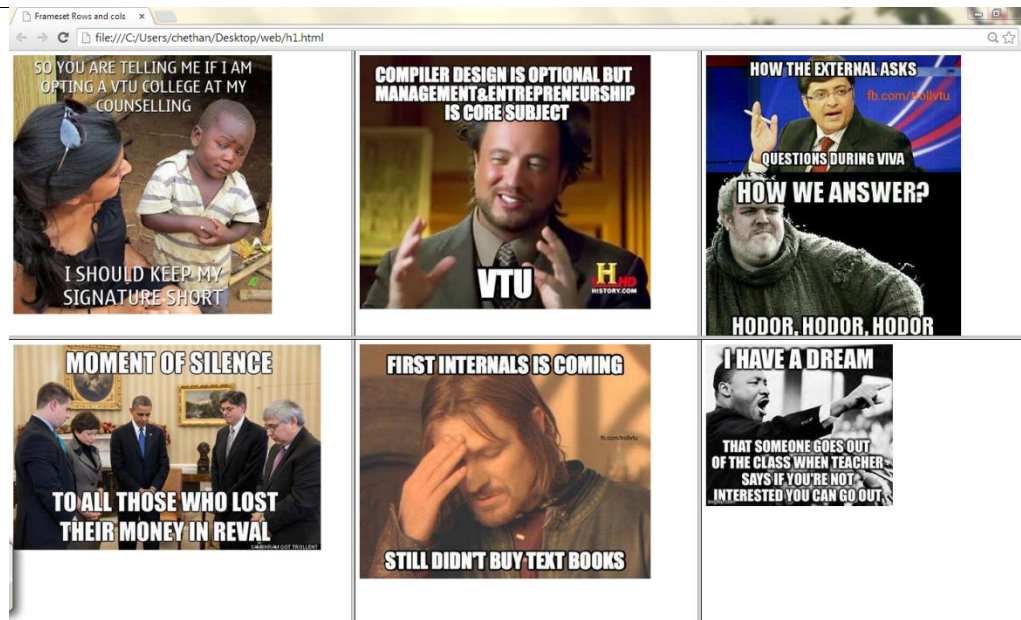 Frameset Rows and cols
file:///C:/Users/chethan/Desktop/web/h1.html
SO YOU ARE TELLING ME IF I AM
OPTING A VTU COLLEGE AT MY
COUNSELLING
I SHOULD KEEP MY
SIGNATURE SHORT
COMPILER DESIGN IS OPTIONAL BUT
MANAGEMENT&ENTREPRENEURSHIP
IS CORE SUBJECT
VTU
H HD
HISTORY.COM
HOW THE EXTERNAL ASKS
fb.com/trollvtu
QUESTIONS DURING VIVA
HOW WE ANSWER?
HODOR, HODOR, HODOR
MOMENT OF SILENCE
TO ALL THOSE WHO LOST
THEIR MONEY IN REVAL
SAMBHRAM GOT TROLLENT
FIRST INTERNALS IS COMING
fb.com/trollvtu
STILL DIDN'T BUY TEXT BOOKS
I HAVE A DREAM
THAT SOMEONE GOES OUT
OF THE CLASS WHEN TEACHER
SAYS IF YOU'RE NOT
INTERESTED YOU CAN GO OUT